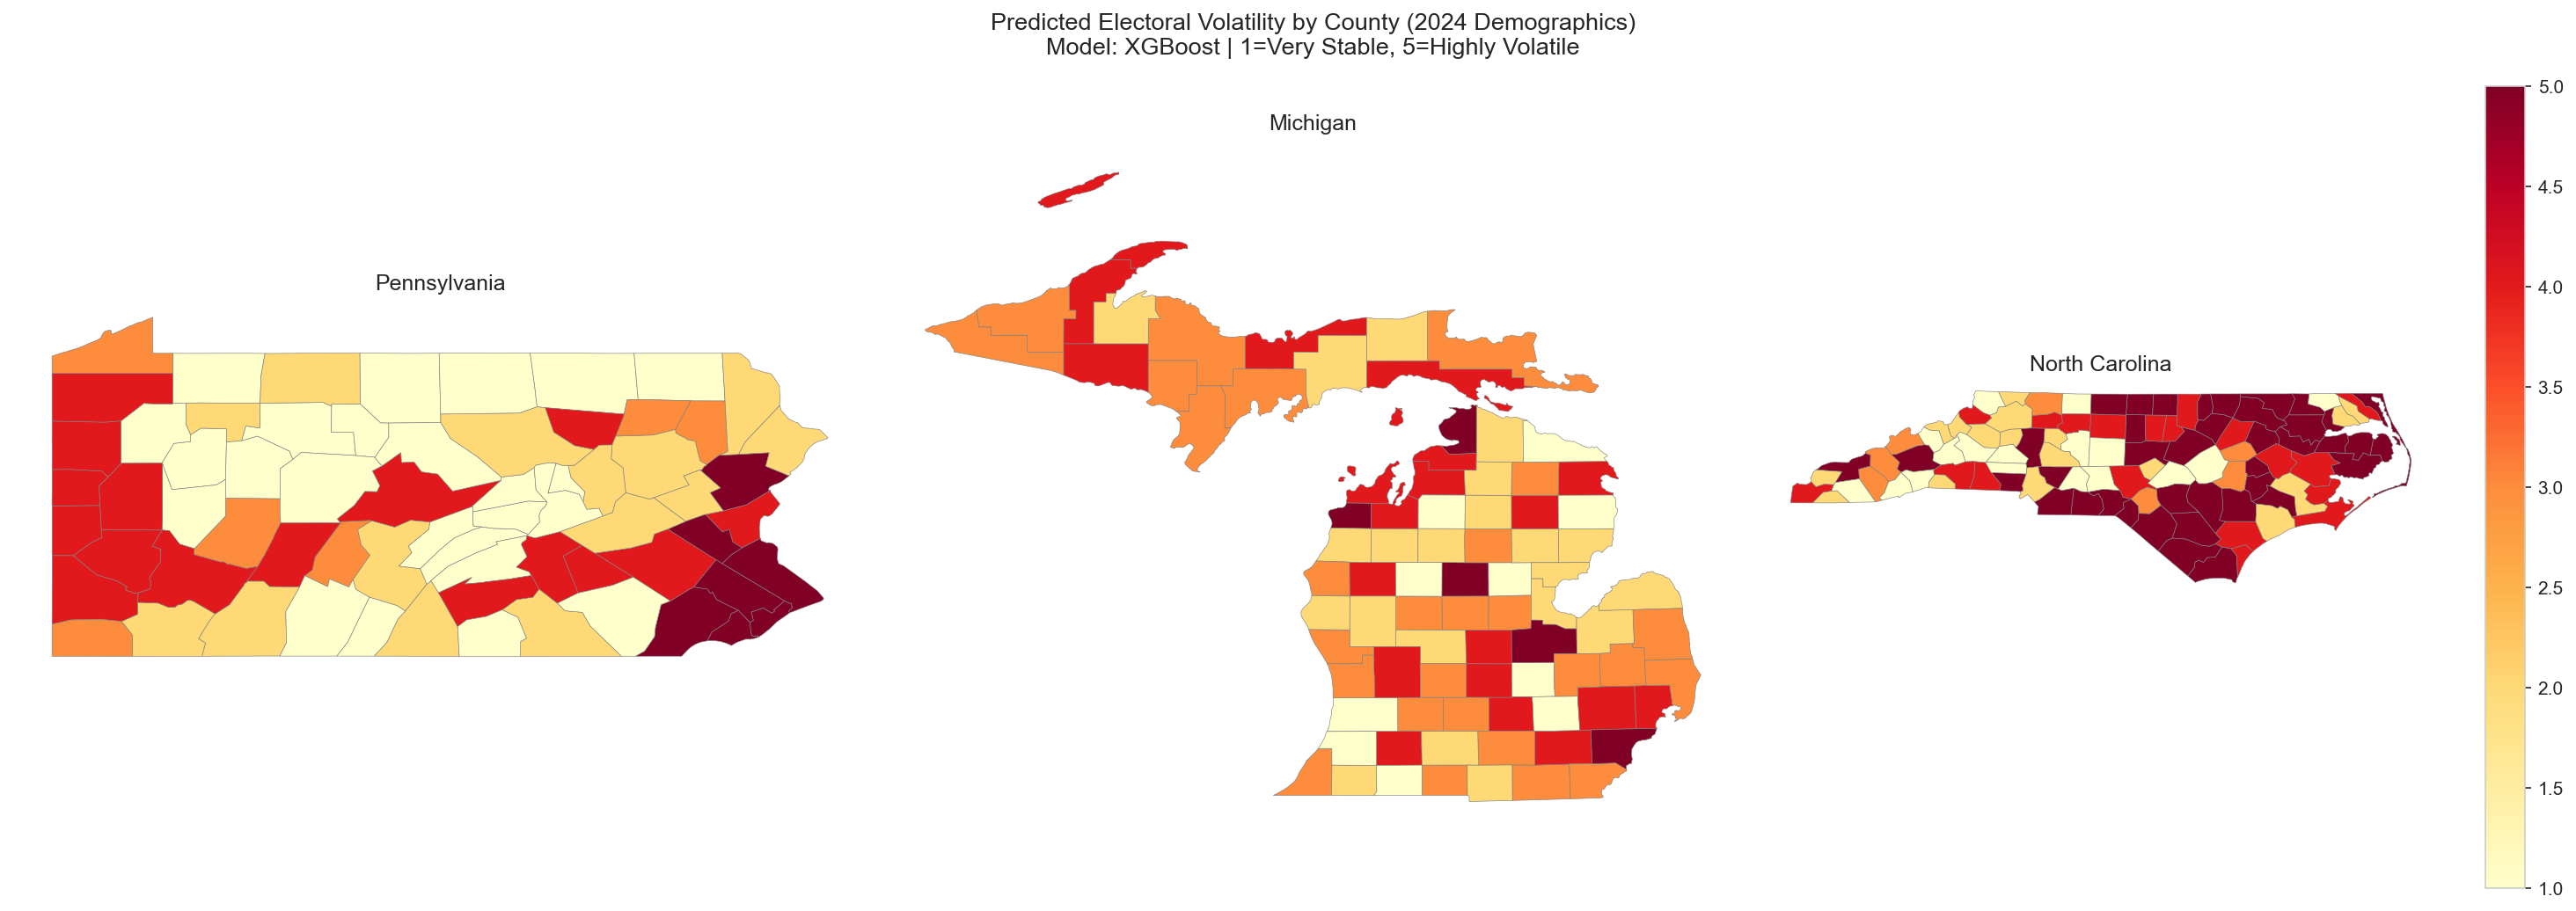 Predicted Electoral Volatility by County (2024 Demographics)
Model: XGBoost | 1=Very Stable, 5=Highly Volatile
Pennsylvania
Michigan
North Carolina
5.0
4.5
4.0
3.5
3.0
2.5
2.0
1.5
1.0